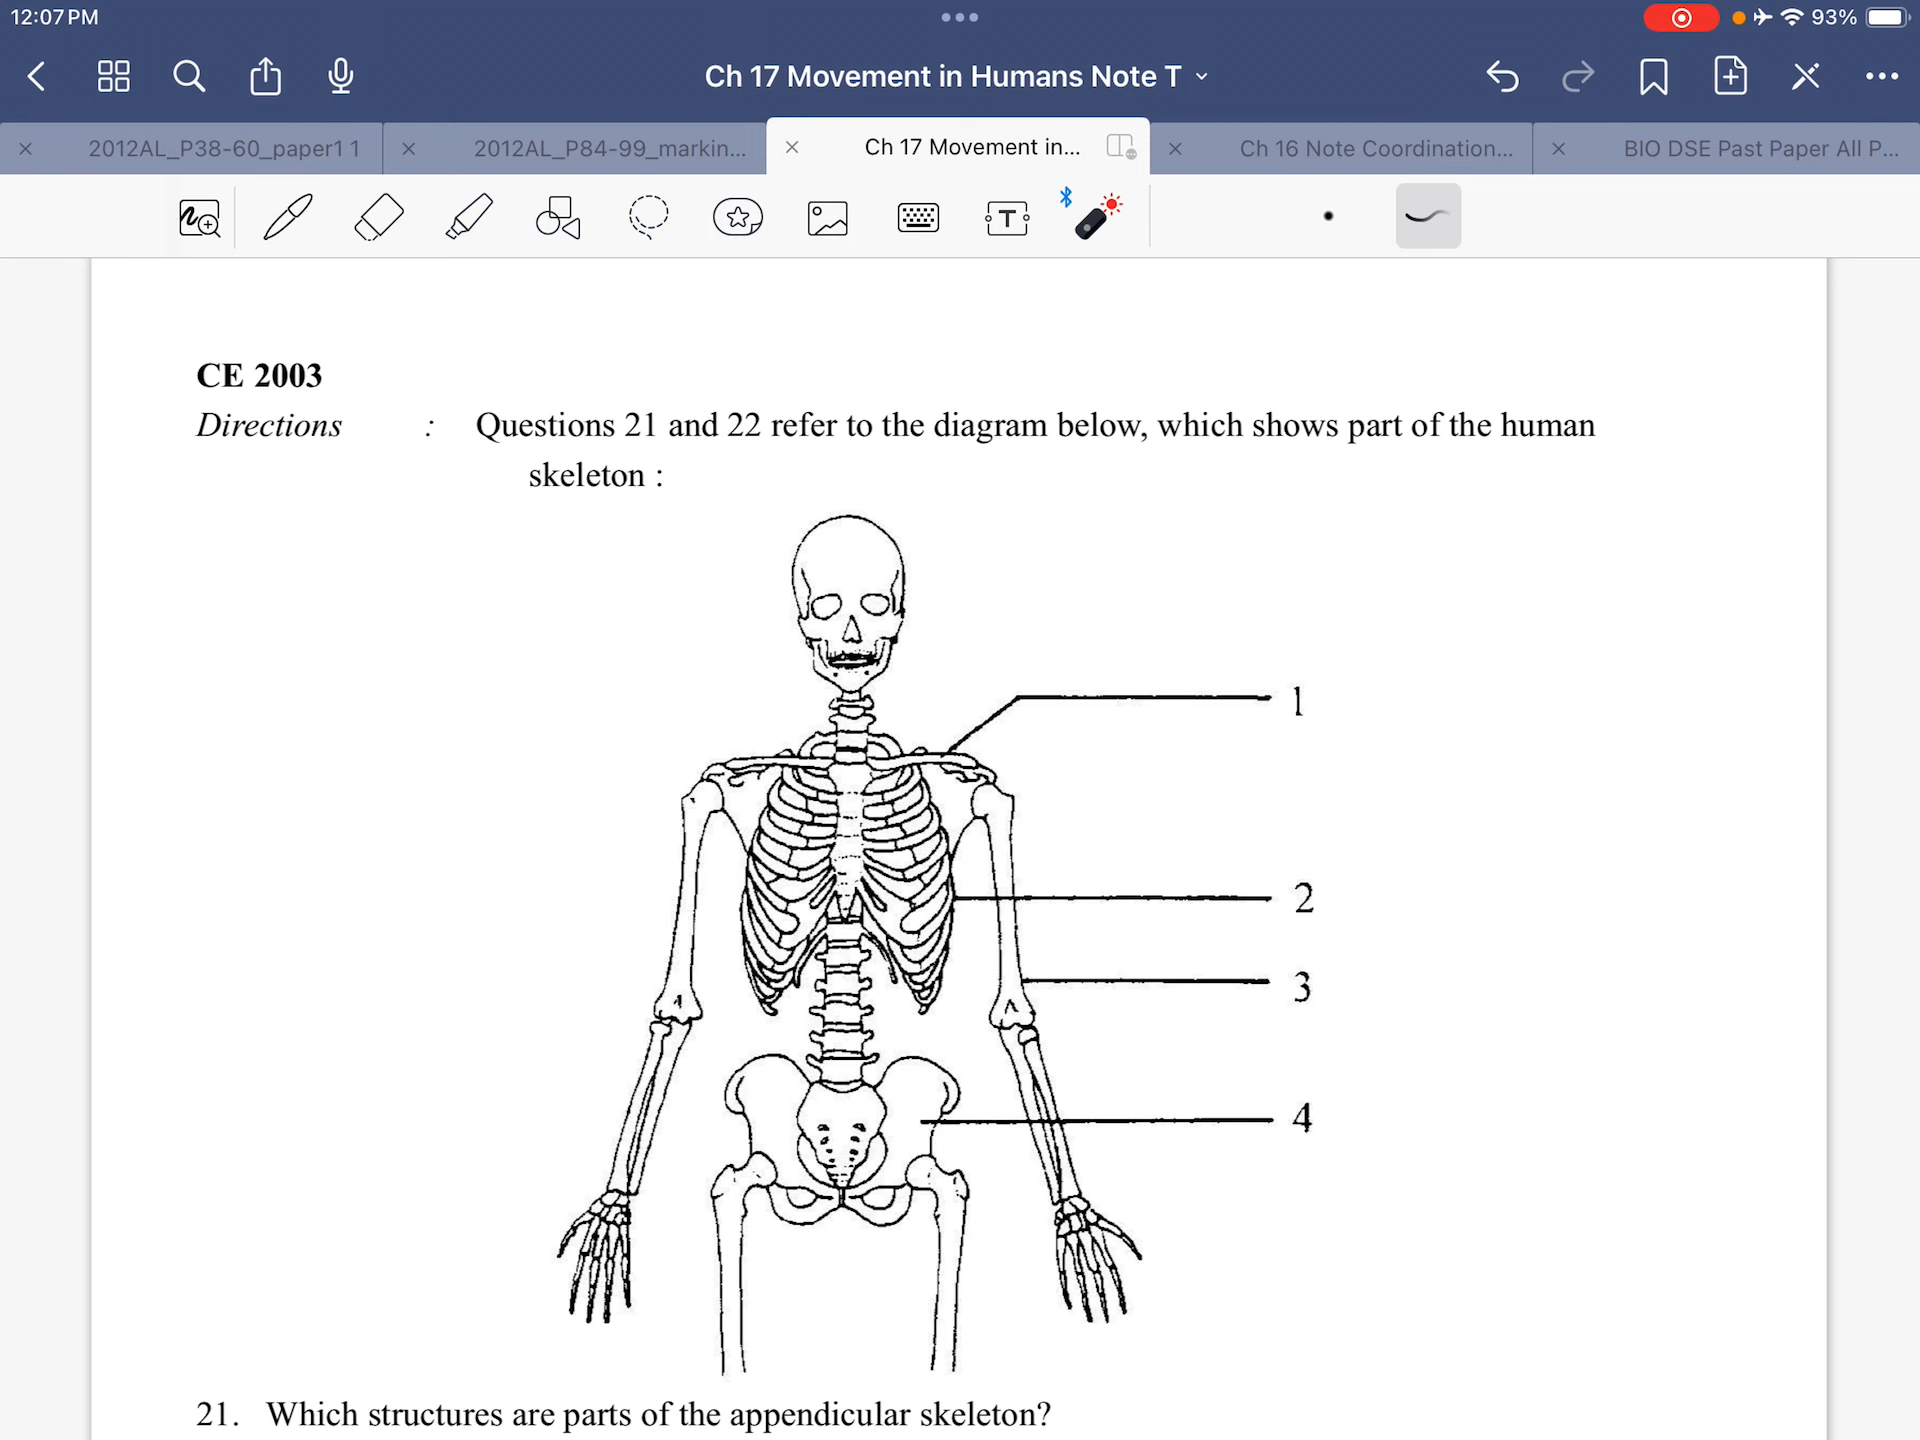 12:07 PM
93%
Ch 17 Movement in Humans Note T
2012AL_P38-60_paper1 1
2012AL_P84-99_markin...
Ch 17 Movement in...
Ch 16 Note Coordination...
BIO DSE Past Paper All P...
T
CE 2003
Directions : Questions 21 and 22 refer to the diagram below, which shows part of the human
skeleton :
1
2
3
4
21. Which structures are parts of the appendicular skeleton?